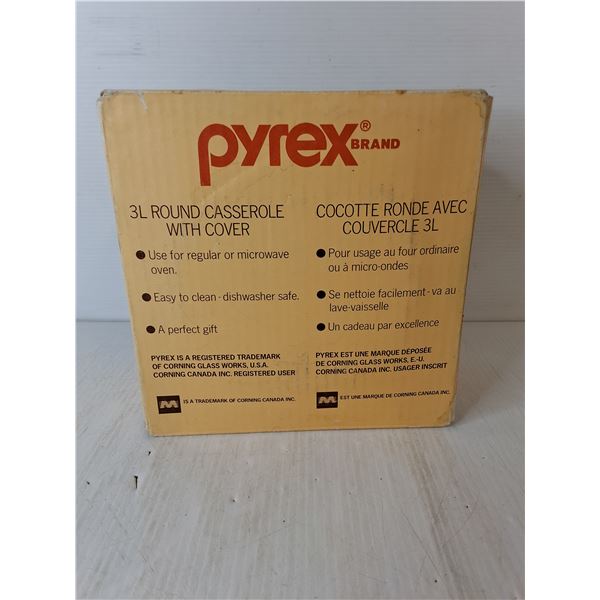 pyrex® BRAND
3L ROUND CASSEROLE
WITH COVER
● Use for regular or microwave
oven.
● Easy to clean - dishwasher safe.
● A perfect gift
PYREX IS A REGISTERED TRADEMARK
OF CORNING GLASS WORKS, U.S.A.
CORNING CANADA INC. REGISTERED USER
IS A TRADEMARK OF CORNING CANADA INC.
COCOTTE RONDE AVEC
COUVERCLE 3L
● Pour usage au four ordinaire
ou à micro-ondes
● Se nettoie facilement - va au
lave-vaisselle
● Un cadeau par excellence
PYREX EST UNE MARQUE DÉPOSÉE
DE CORNING GLASS WORKS, E.-U.
CORNING CANADA INC. USAGER INSCRIT
EST UNE MARQUE DE CORNING CANADA INC.